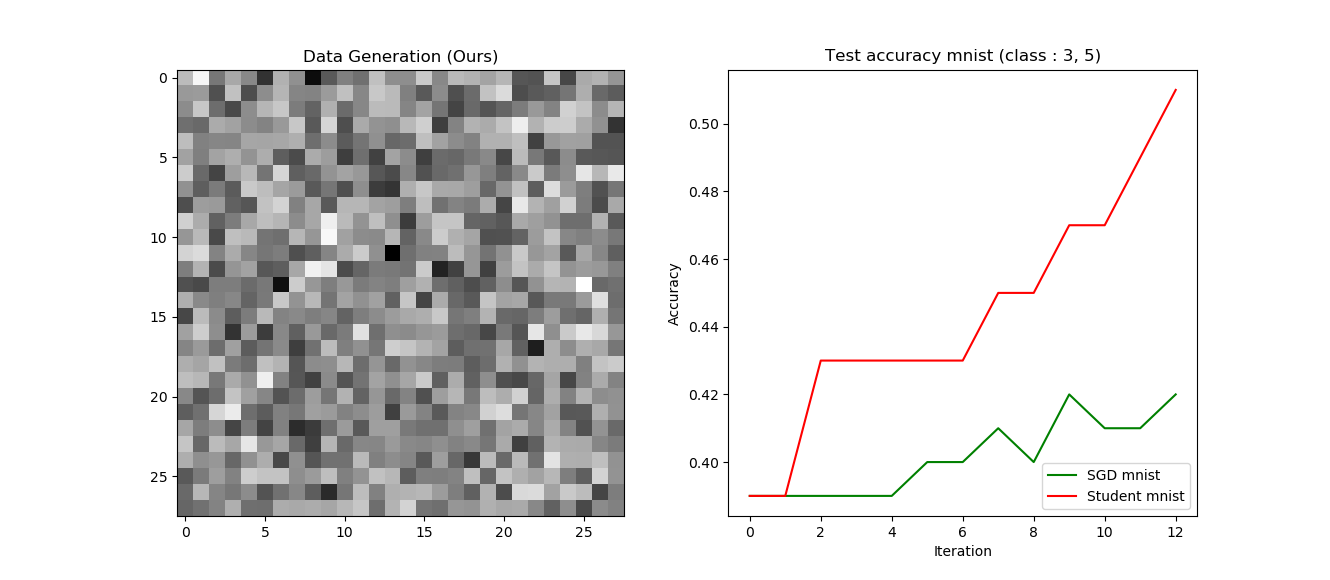 Data Generation (Ours)
0
5
10
15
20
25
0 5 10 15 20 25
Test accuracy mnist (class : 3, 5)
Accuracy
0.50
0.48
0.46
0.44
0.42
0.40
0 2 4 6 8 10 12
Iteration
SGD mnist
Student mnist